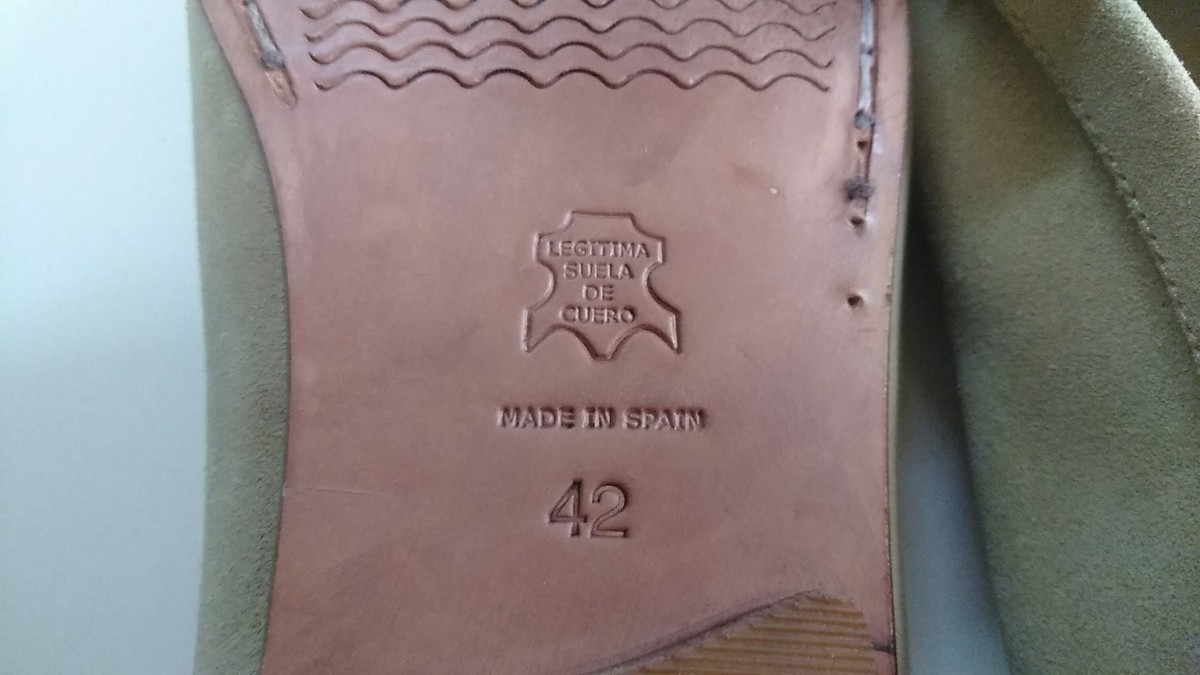 LEGITIMA
SUELA
DE
CUERO
MADE IN SPAIN
42